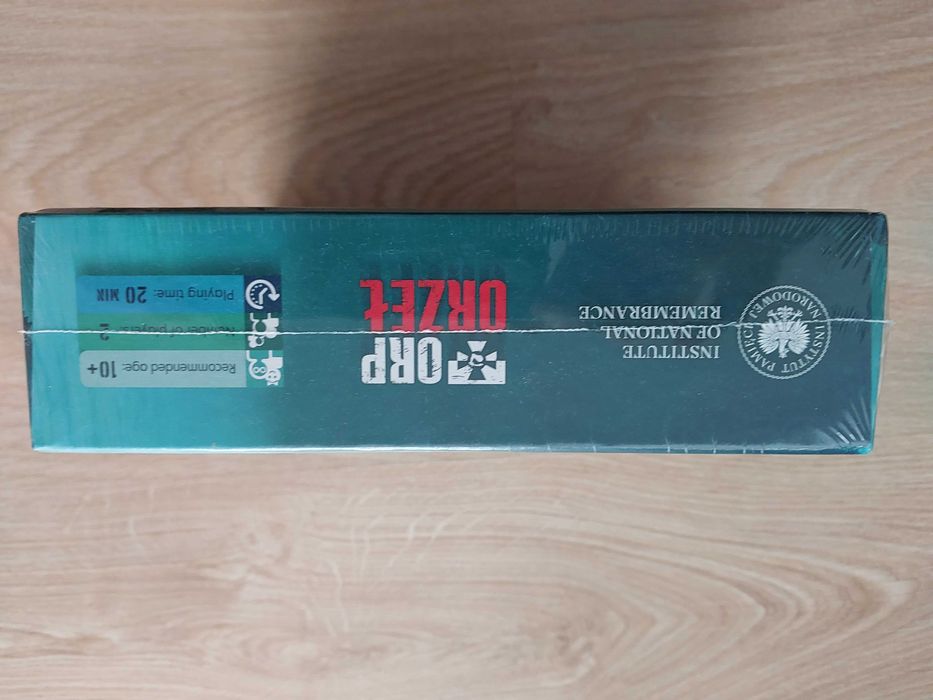 INSTYTUT PAMIĘCI NARODOWEJ
INSTITUTE
OF NATIONAL
REMEMBRANCE
ORP
ORZEŁ
Recommended age: 10+
Number of players: 2
Playing time: 20 MIN